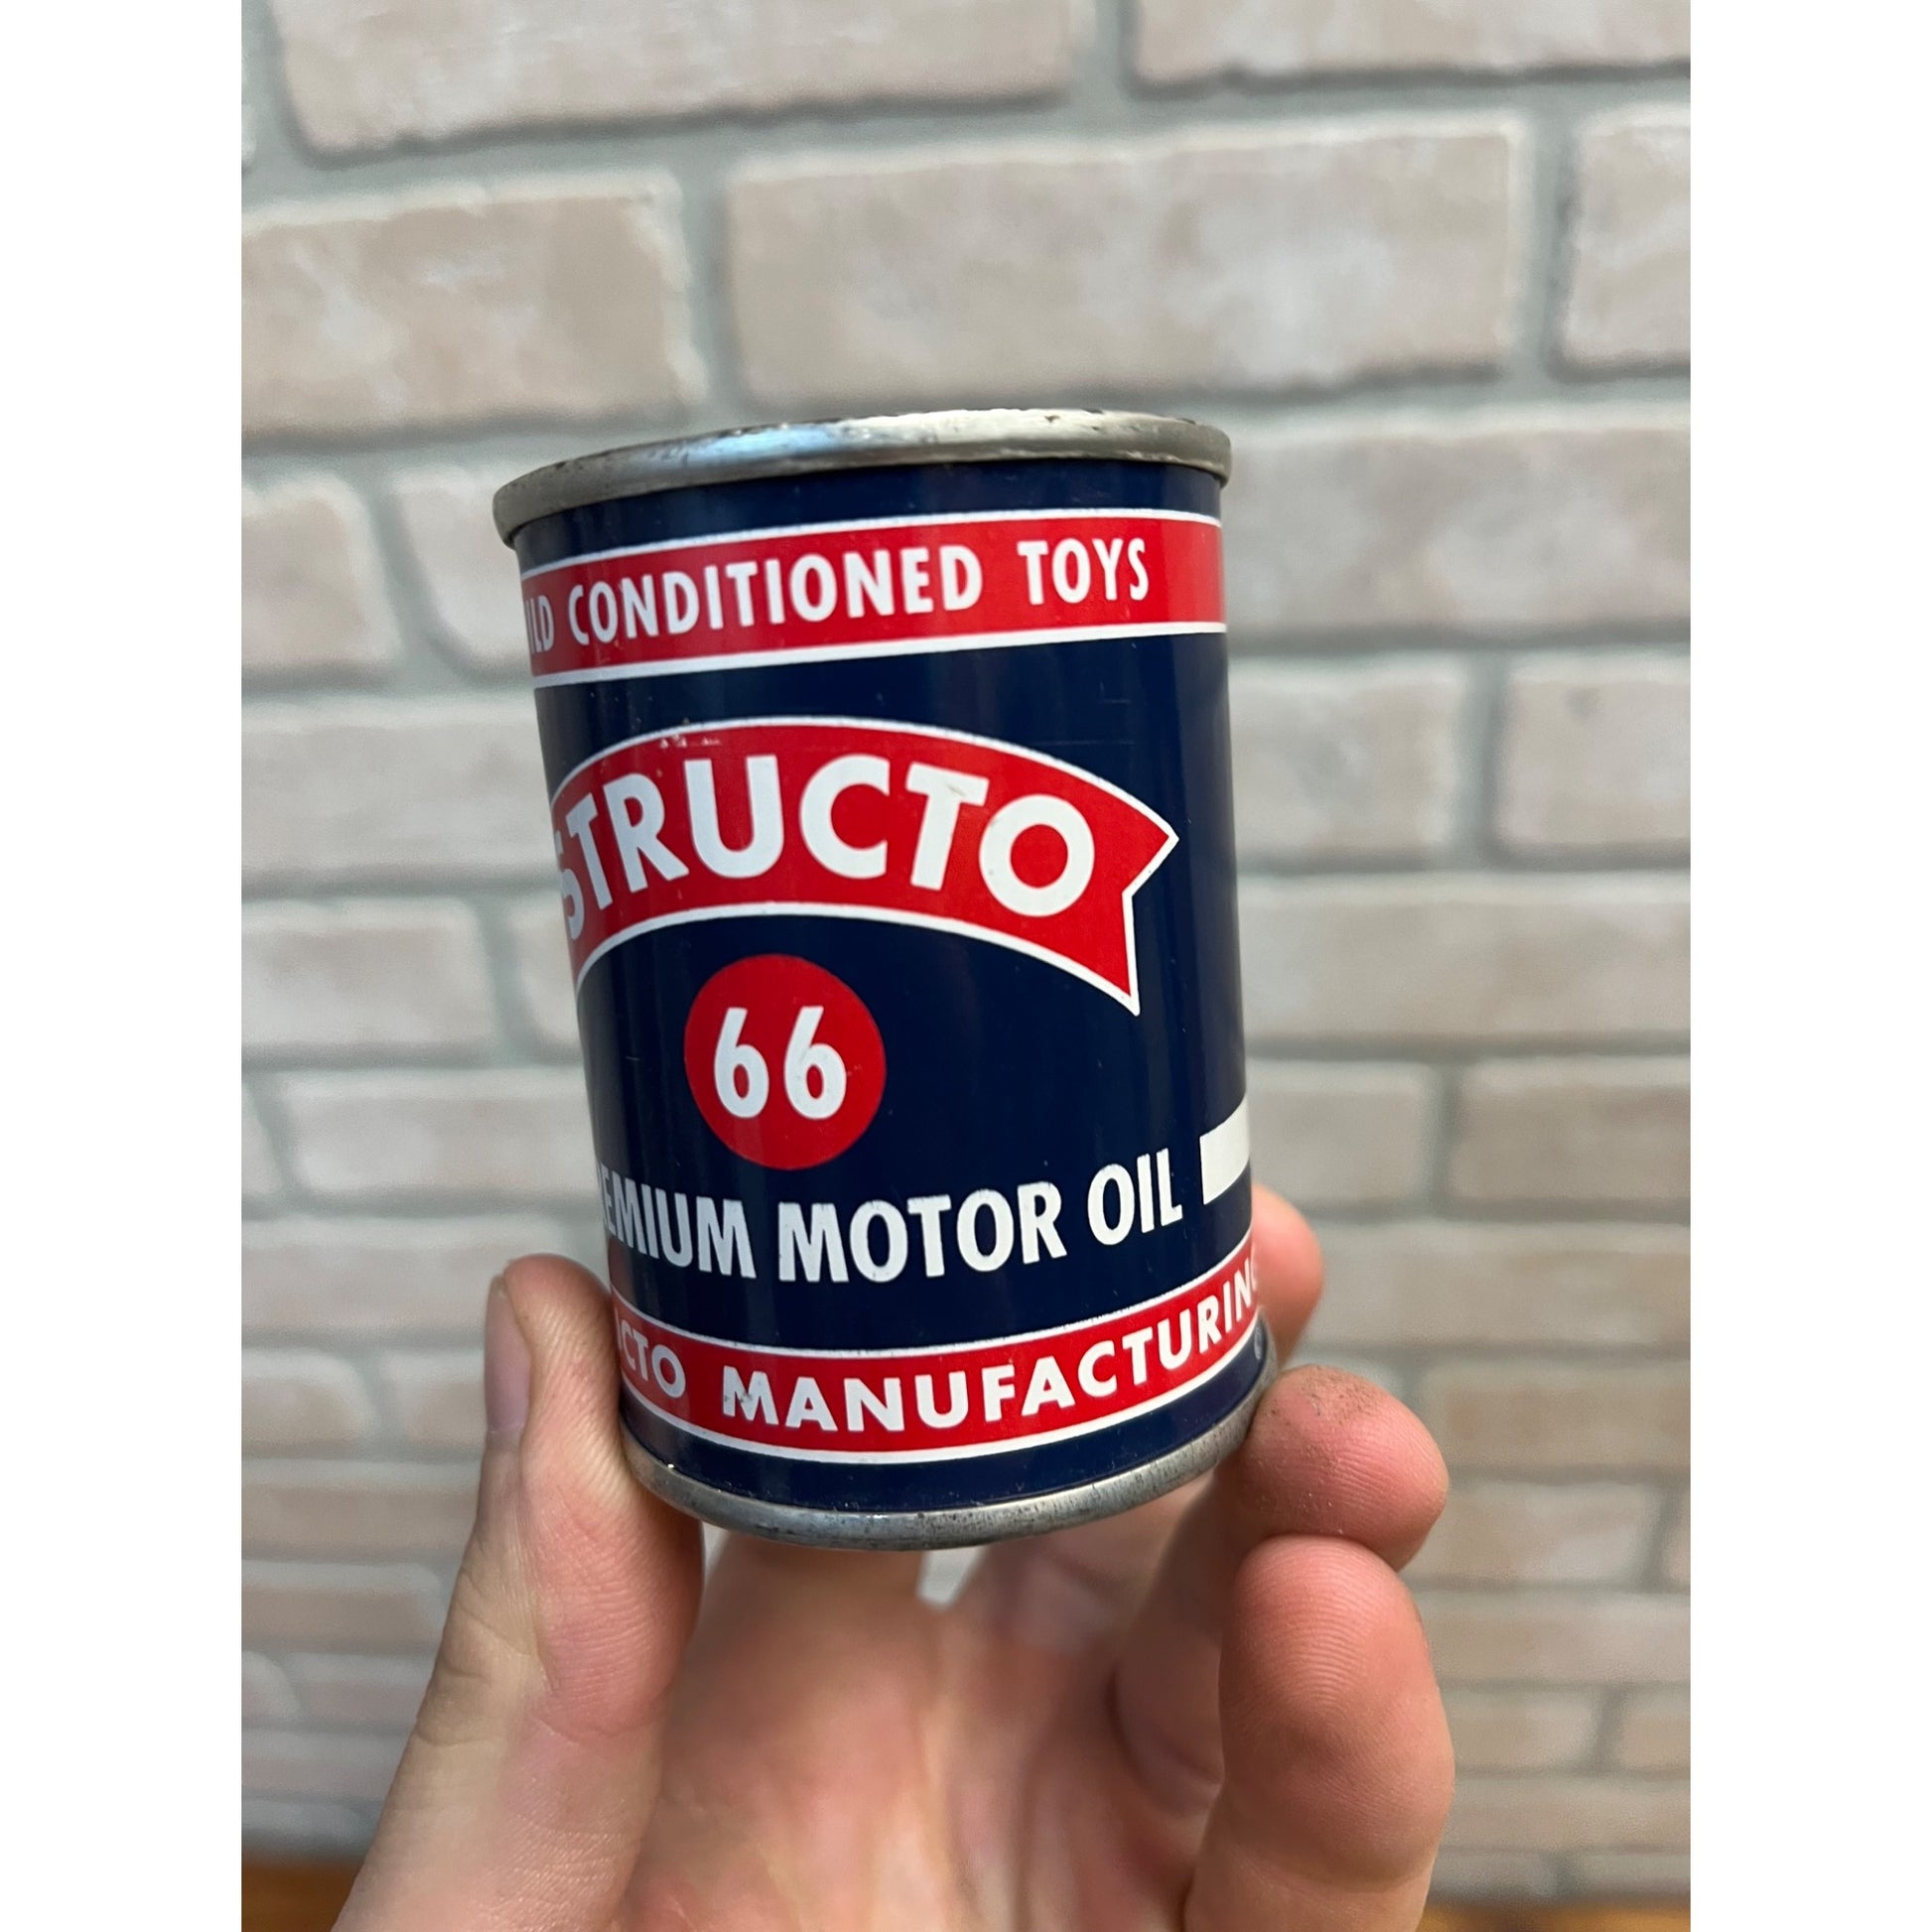 ILD CONDITIONED TOYS
STRUCTO
66
EMIUM MOTOR OIL
CTO MANUFACTURING